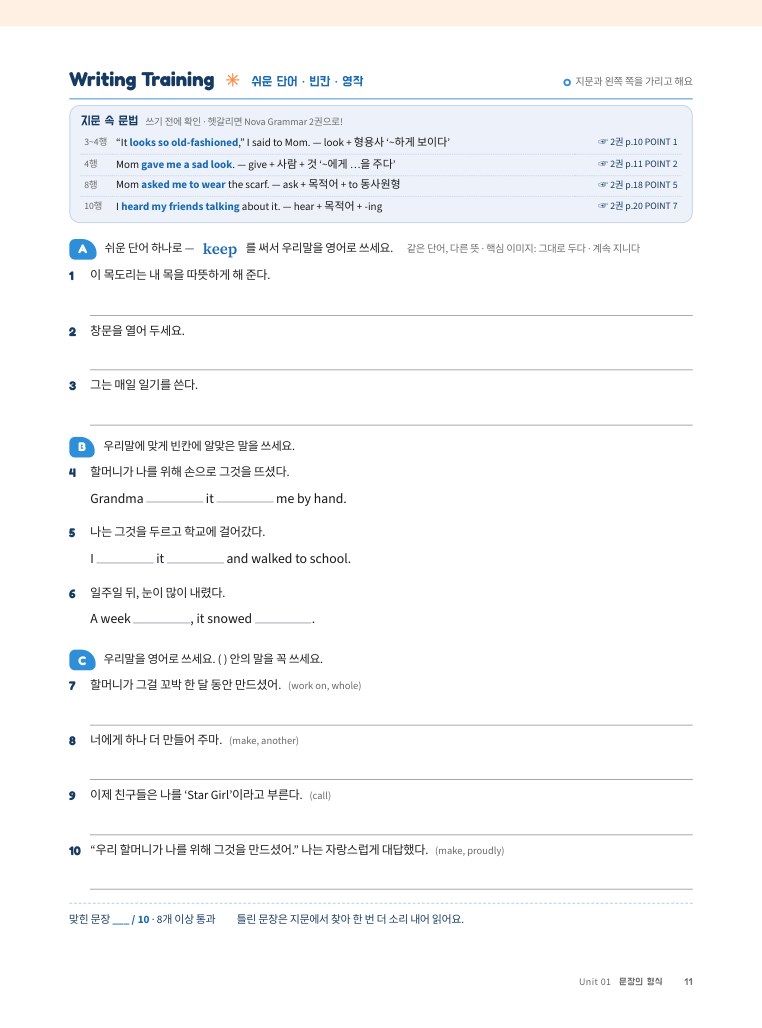 Writing Training ✳ 쉬운 단어 · 빈칸 · 영작 지문과 왼쪽 쪽을 가리고 해요
지문 속 문법 쓰기 전에 확인 · 헷갈리면 Nova Grammar 2권으로!
3–4행 “It looks so old-fashioned,” I said to Mom. — look + 형용사 ‘~하게 보이다’ ☞ 2권 p.10 POINT 1
4행 Mom gave me a sad look. — give + 사람 + 것 ‘~에게 …을 주다’ ☞ 2권 p.11 POINT 2
8행 Mom asked me to wear the scarf. — ask + 목적어 + to 동사원형 ☞ 2권 p.18 POINT 5
10행 I heard my friends talking about it. — hear + 목적어 + -ing ☞ 2권 p.20 POINT 7
A 쉬운 단어 하나로 — keep 를 써서 우리말을 영어로 쓰세요. 같은 단어, 다른 뜻 · 핵심 이미지: 그대로 두다 · 계속 지니다
1 이 목도리는 내 목을 따뜻하게 해 준다.
2 창문을 열어 두세요.
3 그는 매일 일기를 쓴다.
B 우리말에 맞게 빈칸에 알맞은 말을 쓰세요.
4 할머니가 나를 위해 손으로 그것을 뜨셨다.
Grandma ________ it ________ me by hand.
5 나는 그것을 두르고 학교에 걸어갔다.
I ________ it ________ and walked to school.
6 일주일 뒤, 눈이 많이 내렸다.
A week ________, it snowed ________.
C 우리말을 영어로 쓰세요. ( ) 안의 말을 꼭 쓰세요.
7 할머니가 그걸 꼬박 한 달 동안 만드셨어. (work on, whole)
8 너에게 하나 더 만들어 주마. (make, another)
9 이제 친구들은 나를 ‘Star Girl’이라고 부른다. (call)
10 “우리 할머니가 나를 위해 그것을 만드셨어.” 나는 자랑스럽게 대답했다. (make, proudly)
맞힌 문장 ___ / 10 · 8개 이상 통과 틀린 문장은 지문에서 찾아 한 번 더 소리 내어 읽어요.
Unit 01 문장의 형식 11